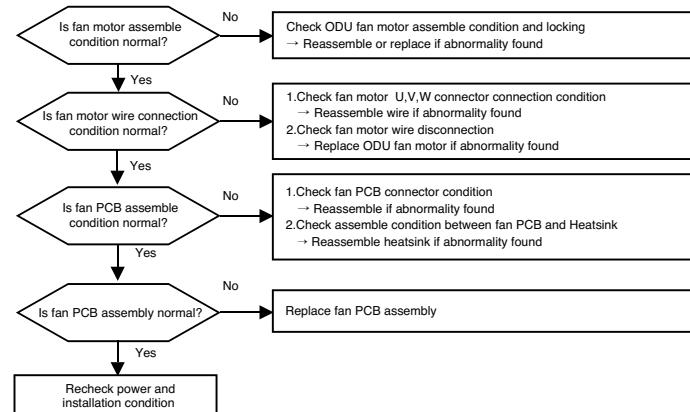 Is fan motor assemble
condition normal?
No
Check ODU fan motor assemble condition and locking
→ Reassemble or replace if abnormality found
Yes
Is fan motor wire connection
condition normal?
No
1.Check fan motor U,V,W connector connection condition
→ Reassemble wire if abnormality found
2.Check fan motor wire disconnection
→ Replace ODU fan motor if abnormality found
Yes
Is fan PCB assemble
condition normal?
No
1.Check fan PCB connector condition
→ Reassemble if abnormality found
2.Check assemble condition between fan PCB and Heatsink
→ Reassemble heatsink if abnormality found
Yes
Is fan PCB assembly normal?
No
Replace fan PCB assembly
Yes
Recheck power and
installation condition